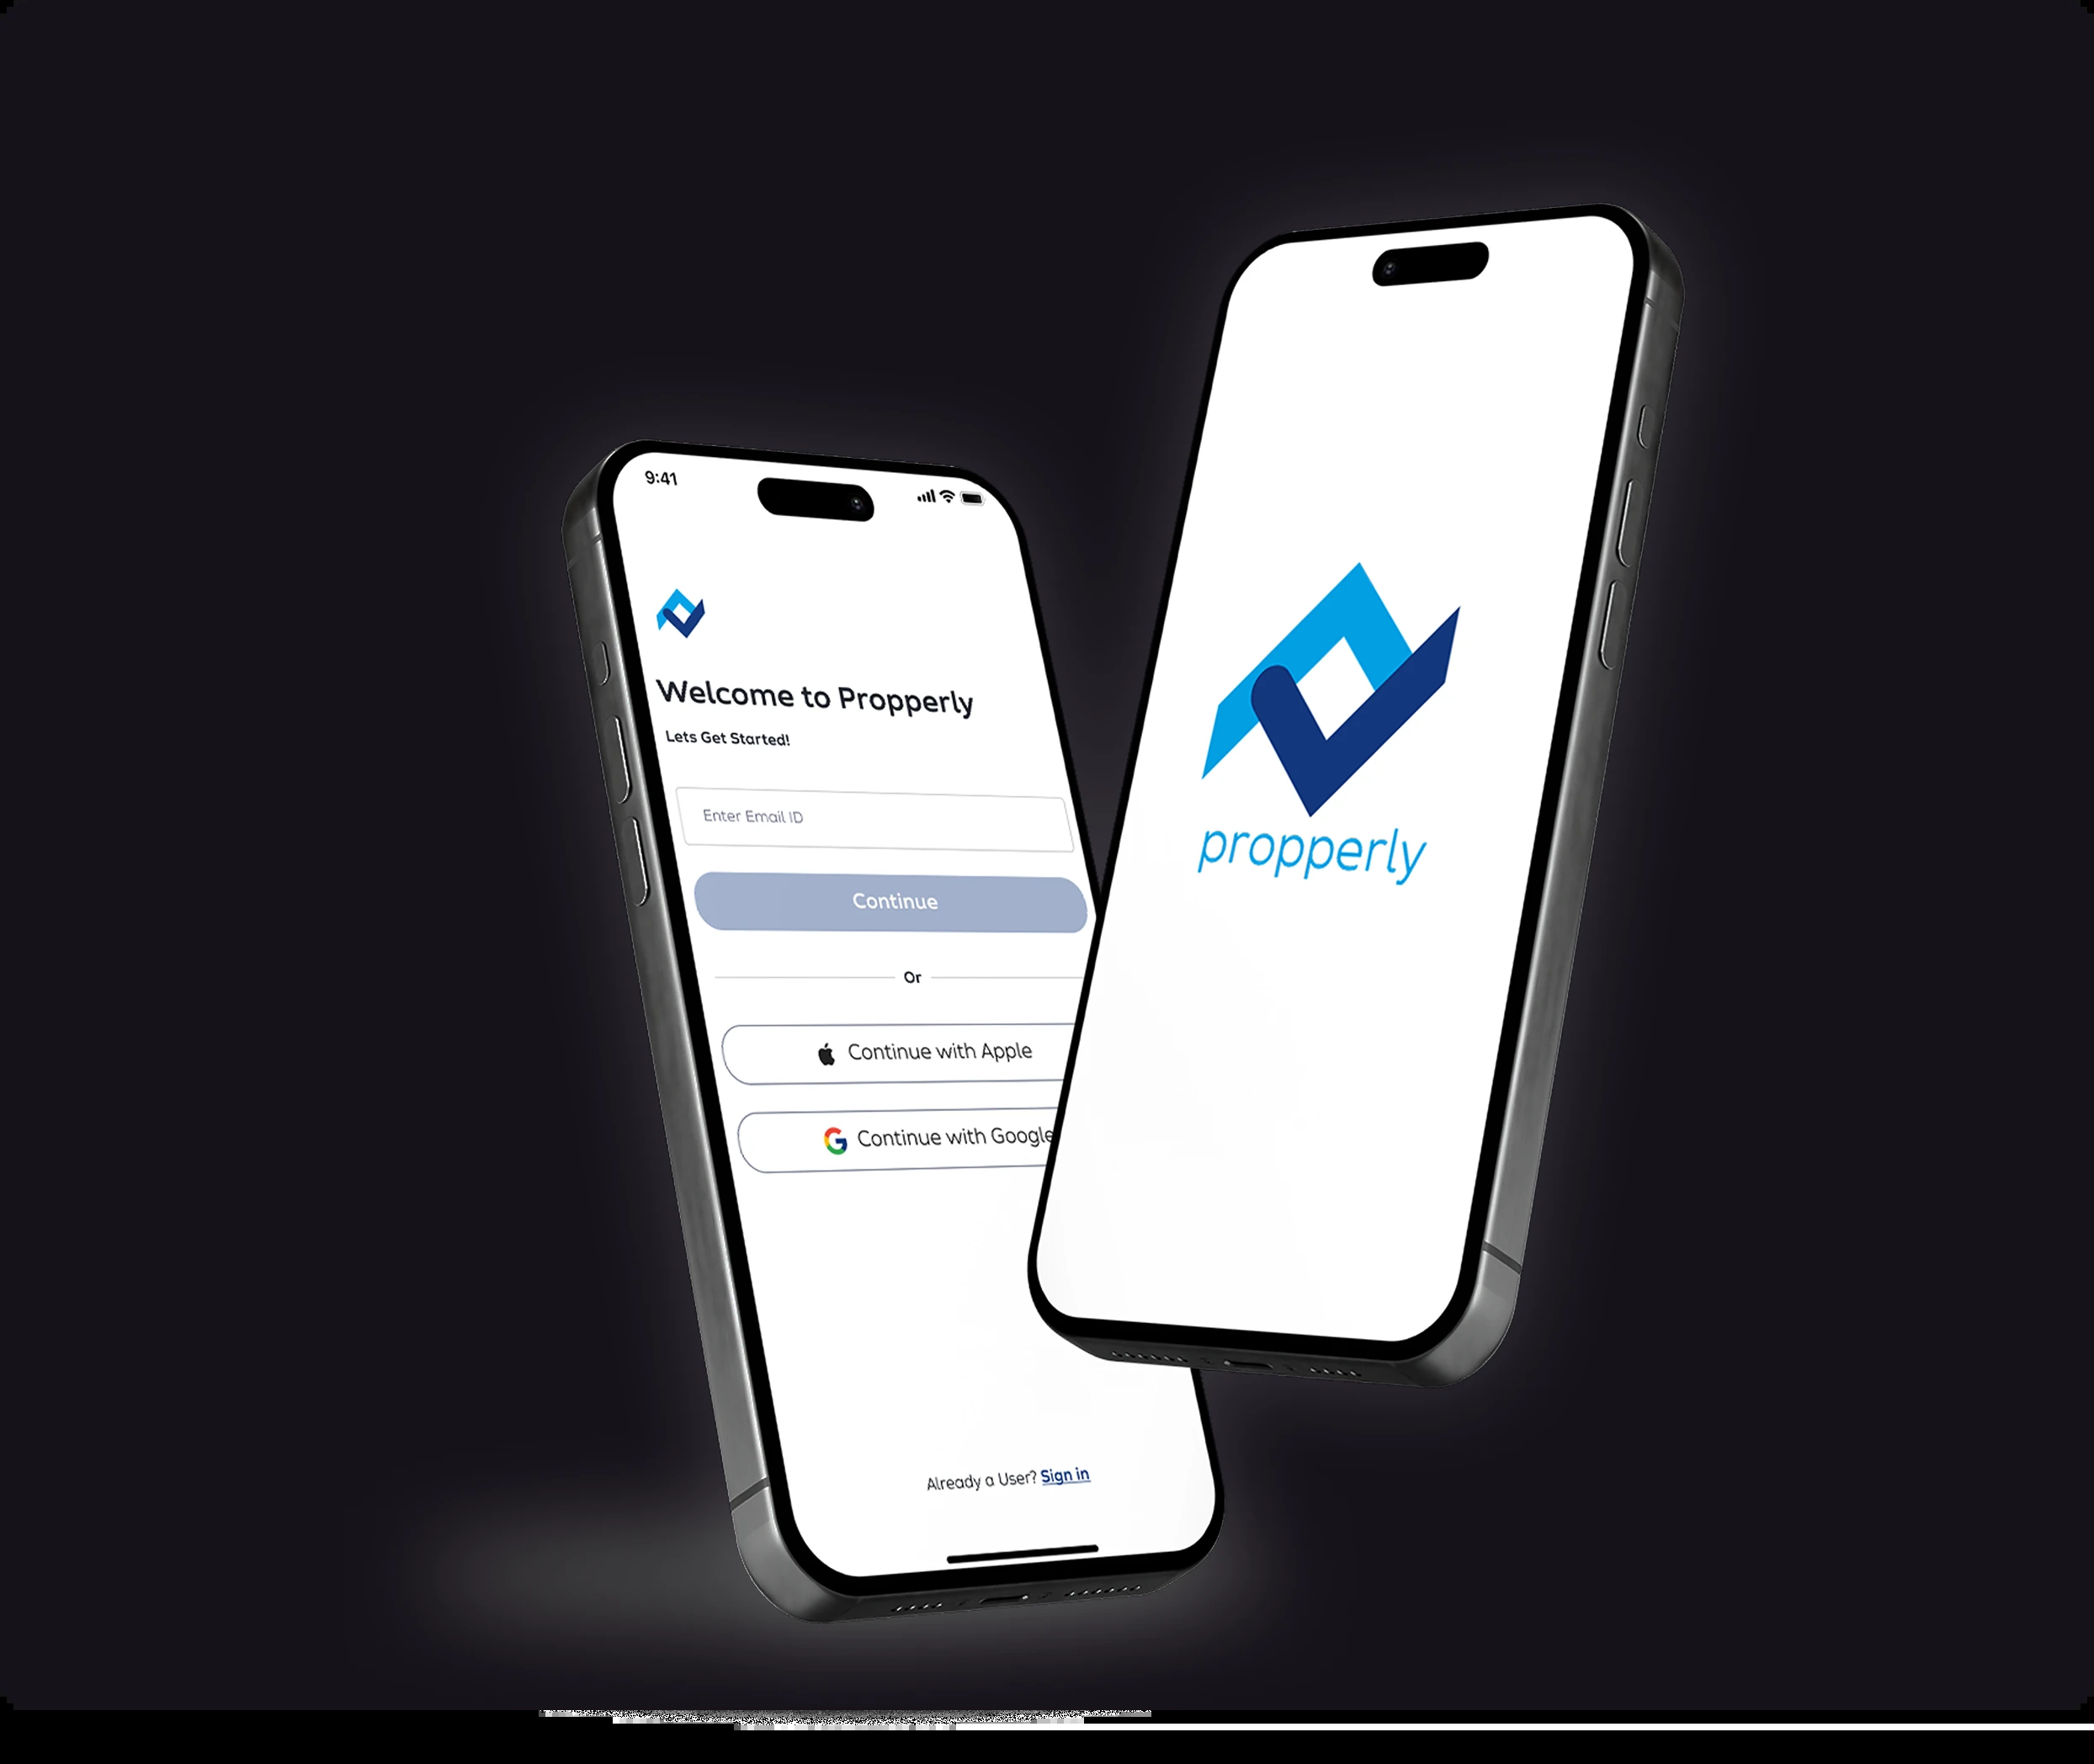 9:41
Welcome to Propperly
Lets Get Started!
Enter Email ID
Continue
Or
Continue with Apple
Continue with Google
Already a User? Sign in
propperly